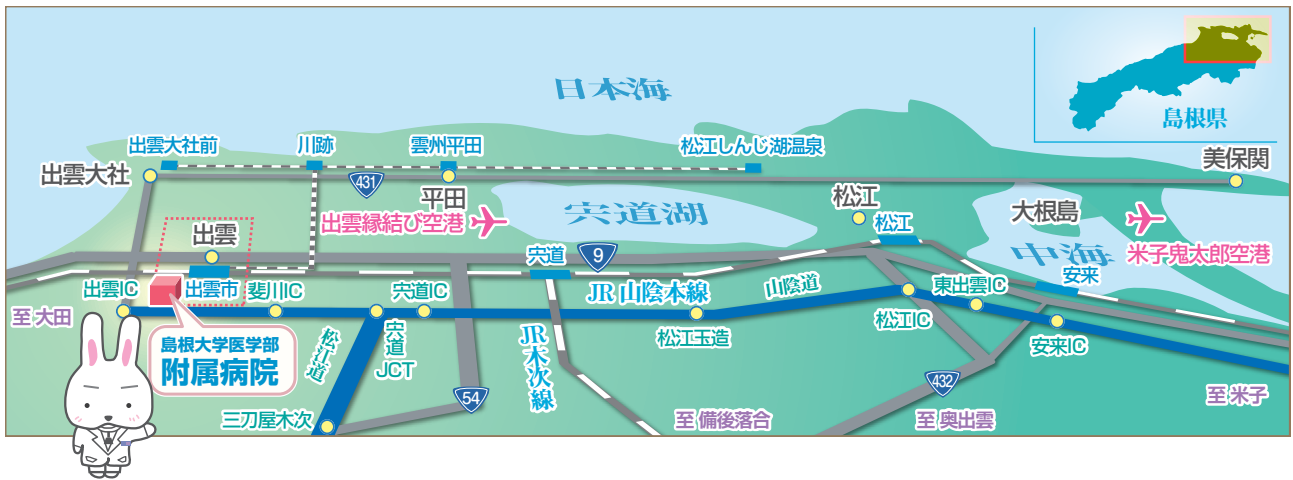 日本海
島根県
出雲大社前
川跡
雲州平田
松江しんじ湖温泉
美保関
出雲大社
431
平田
松江
大根島
出雲縁結び空港
宍道湖
松江
米子鬼太郎空港
出雲
宍道
9
中海
安来
出雲IC
出雲市
斐川IC
宍道IC
JR山陰本線
山陰道
東出雲IC
至 大田
松江IC
島根大学医学部
附属病院
松江道
宍道
JCT
JR木次線
松江玉造
安来IC
54
432
至 米子
三刀屋木次
至 備後落合
至 奥出雲